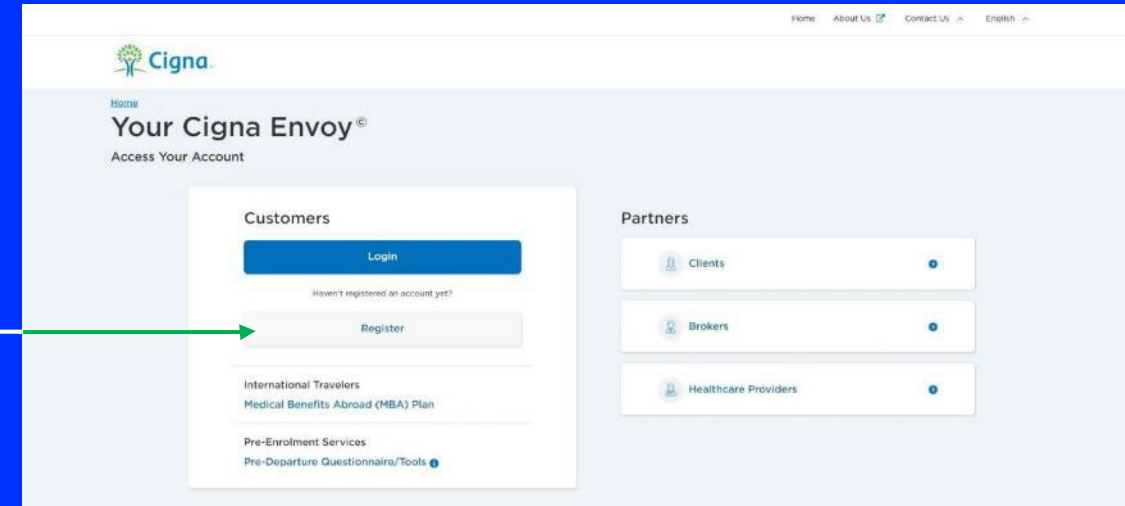 Home About Us Contact Us English
Cigna.
Home
Your Cigna Envoy©
Access Your Account
Customers
Login
Haven't registered an account yet?
Register
International Travelers
Medical Benefits Abroad (MBA) Plan
Pre-Enrolment Services
Pre-Departure Questionnaire/Tools
Partners
Clients
Brokers
Healthcare Providers